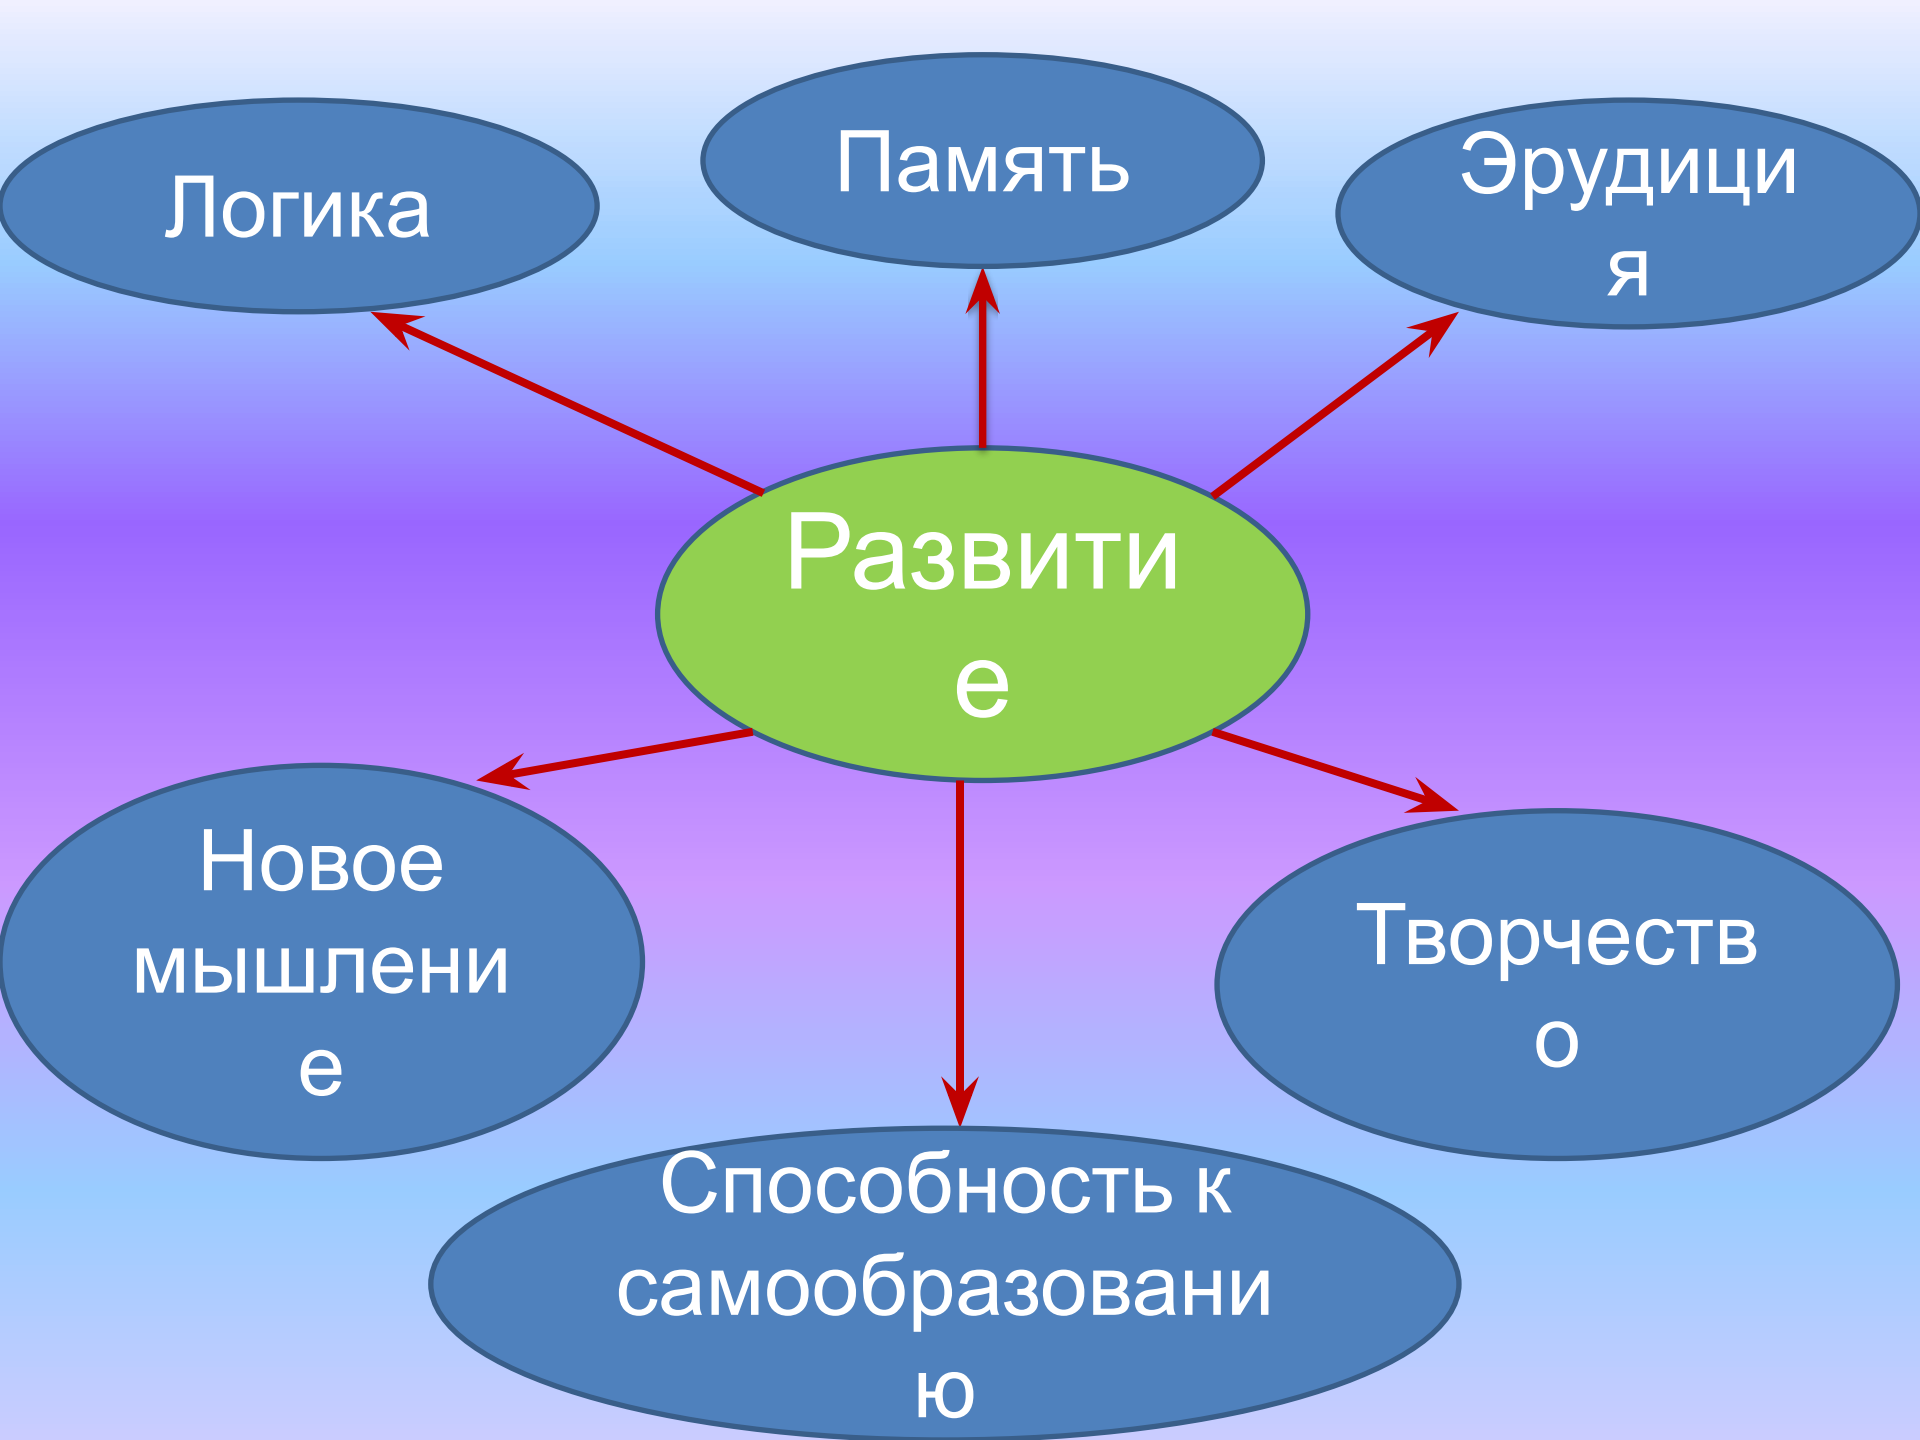 Логика
Память
Эрудици
я
Развити
е
Новое
мышлени
е
Творчеств
о
Способность к
самообразовани
ю